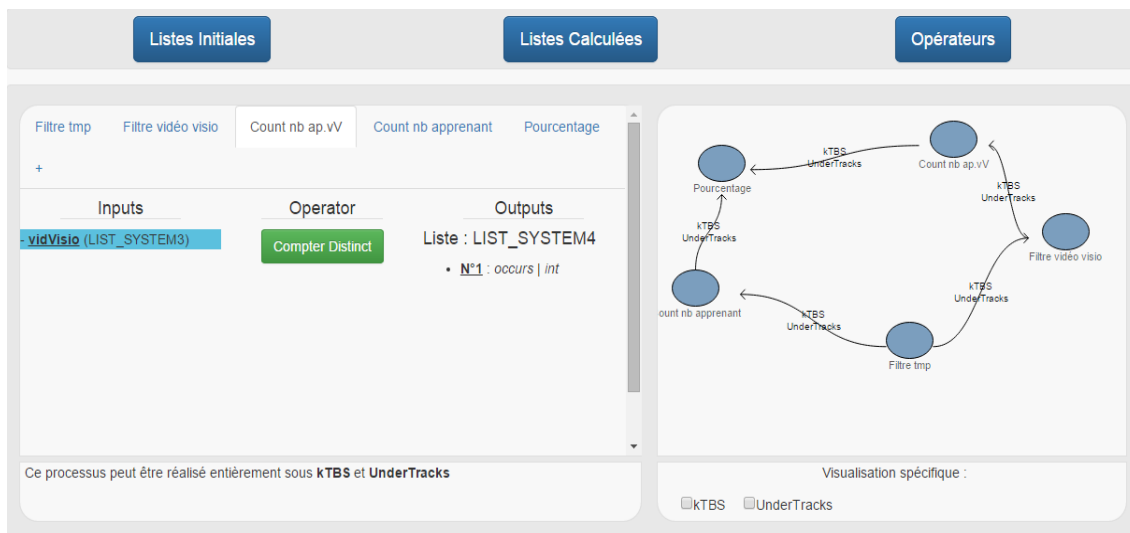 Listes Initiales
Listes Calculées
Opérateurs
Filtre tmp
Filtre vidéo visio
Count nb ap.vV
Count nb apprenant
Pourcentage
+
Inputs
Operator
Outputs
- vidVisio (LIST_SYSTEM3)
Compter Distinct
Liste : LIST_SYSTEM4
• N°1 : occurs | int
Ce processus peut être réalisé entièrement sous kTBS et UnderTracks
Pourcentage
kTBS
UnderTracks
Count nb ap.vV
kTBS
UnderTracks
kTBS
UnderTracks
Filtre vidéo visio
kTBS
UnderTracks
ount nb apprenant
kTBS
UnderTracks
Filtre tmp
Visualisation spécifique :
kTBS
UnderTracks